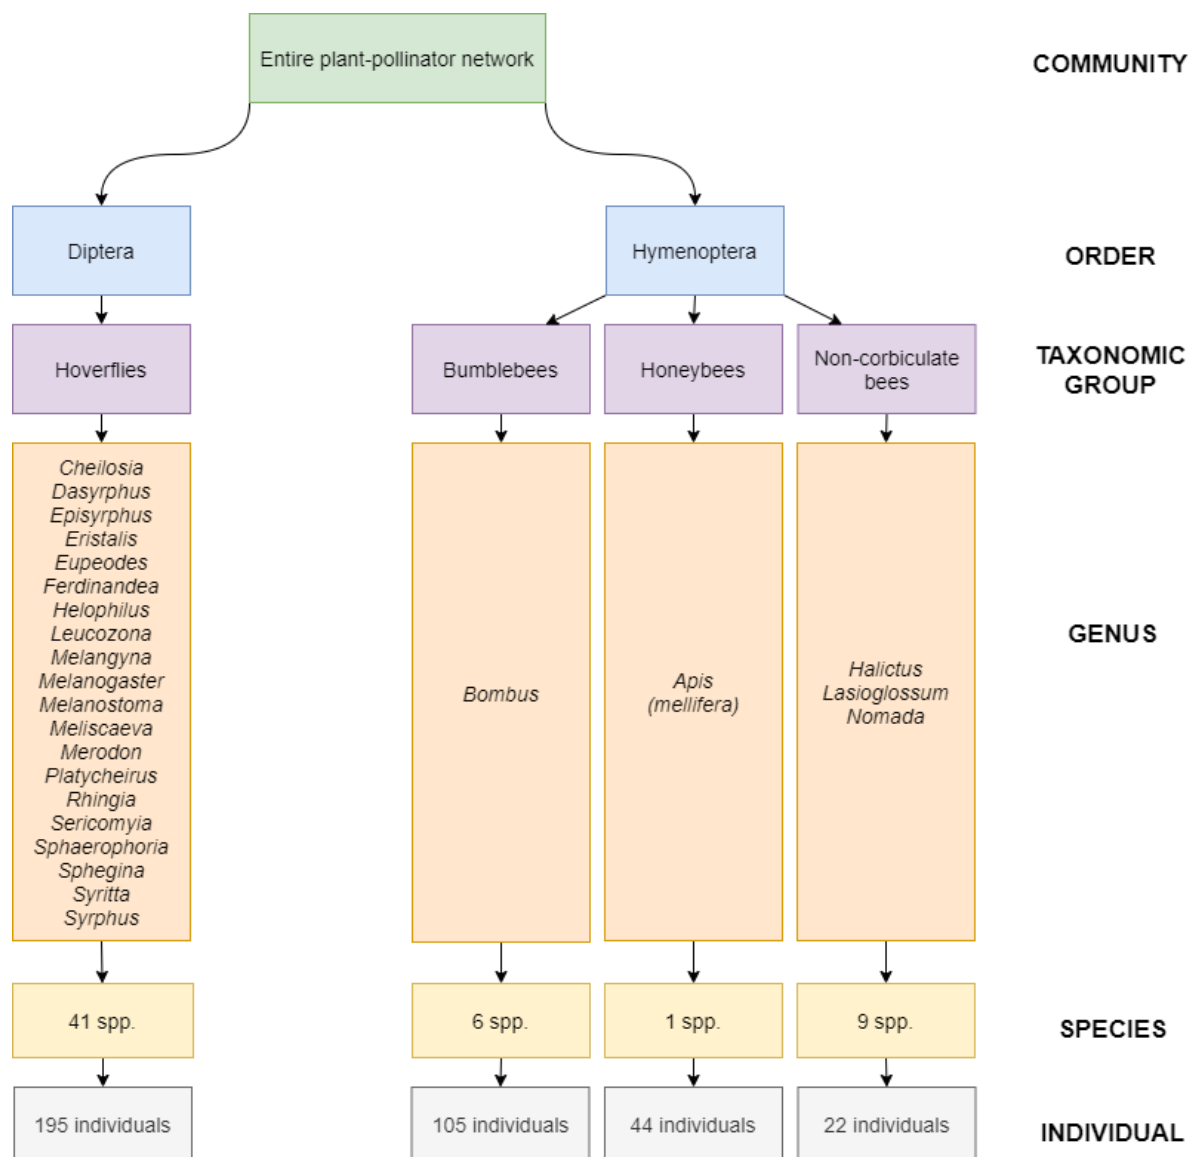 Entire plant-pollinator network
COMMUNITY
Diptera
Hymenoptera
ORDER
Hoverflies
Bumblebees
Honeybees
Non-corbiculate
bees
TAXONOMIC
GROUP
Cheilosia
Dasyrphus
Episyrphus
Eristalis
Eupeodes
Ferdinandea
Helophilus
Leucozona
Melangyna
Melanogaster
Melanostoma
Meliscaeva
Merodon
Platycheirus
Rhingia
Sericomyia
Sphaerophoria
Sphegina
Syritta
Syrphus
Bombus
Apis
(mellifera)
Halictus
Lasioglossum
Nomada
GENUS
41 spp.
6 spp.
1 spp.
9 spp.
SPECIES
195 individuals
105 individuals
44 individuals
22 individuals
INDIVIDUAL